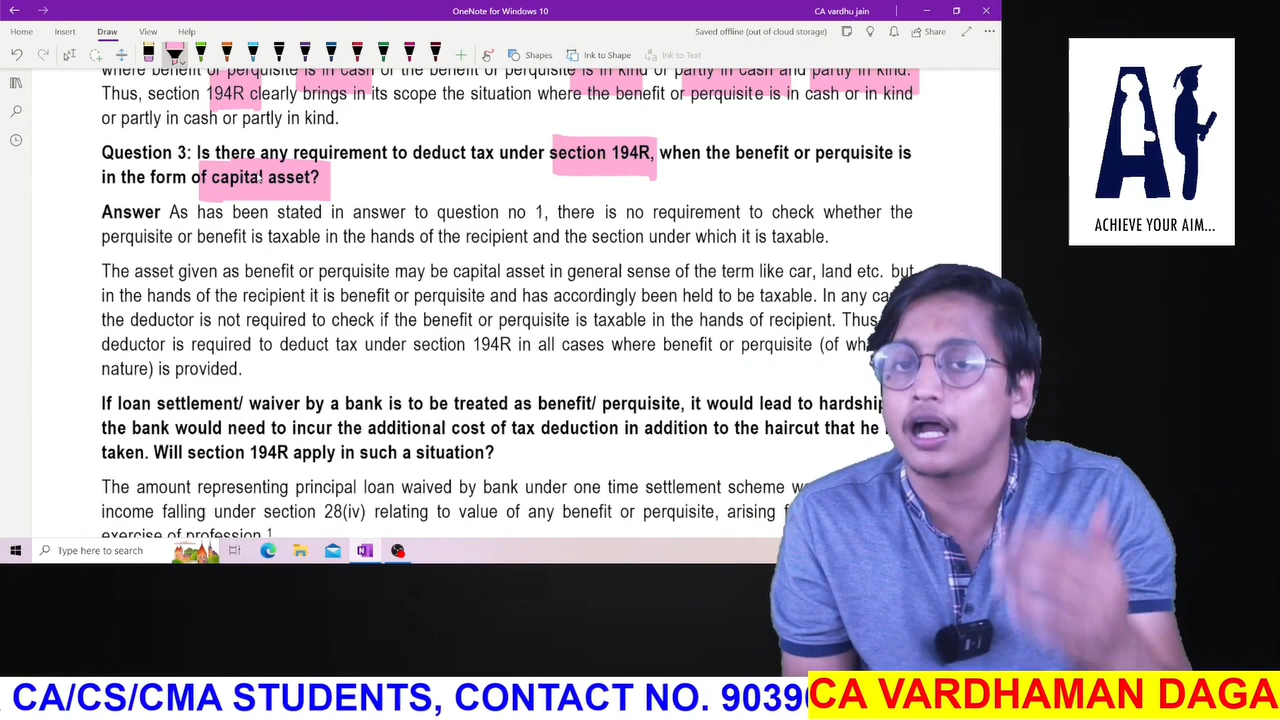 OneNote for Windows 10
CA vardhu jain
Home Insert Draw View Help
Saved offline (out of cloud storage)
Share
Shapes
Ink to Shape
Ink to Text
where benefit or perquisite is in cash or the benefit or perquisite is in kind or partly in cash and partly in kind.
Thus, section 194R clearly brings in its scope the situation where the benefit or perquisite is in cash or in kind
or partly in cash or partly in kind.
Question 3: Is there any requirement to deduct tax under section 194R, when the benefit or perquisite is
in the form of capital asset?
Answer As has been stated in answer to question no 1, there is no requirement to check whether the
perquisite or benefit is taxable in the hands of the recipient and the section under which it is taxable.
The asset given as benefit or perquisite may be capital asset in general sense of the term like car, land etc. but
in the hands of the recipient it is benefit or perquisite and has accordingly been held to be taxable. In any
the deductor is not required to check if the benefit or perquisite is taxable in the hands of recipient. Thus
deductor is required to deduct tax under section 194R in all cases where benefit or perquisite (of
nature) is provided.
If loan settlement/ waiver by a bank is to be treated as benefit/ perquisite, it would lead to
the bank would need to incur the additional cost of tax deduction in addition to the haircut that he
taken. Will section 194R apply in such a situation?
The amount representing principal loan waived by bank under one time settlement scheme
income falling under section 28(iv) relating to value of any benefit or perquisite, arising
exercise of profession.1
Type here to search
AI
ACHIEVE YOUR AIM...
CA/CS/CMA STUDENTS, CONTACT NO. 9039
CA VARDHAMAN DAGA